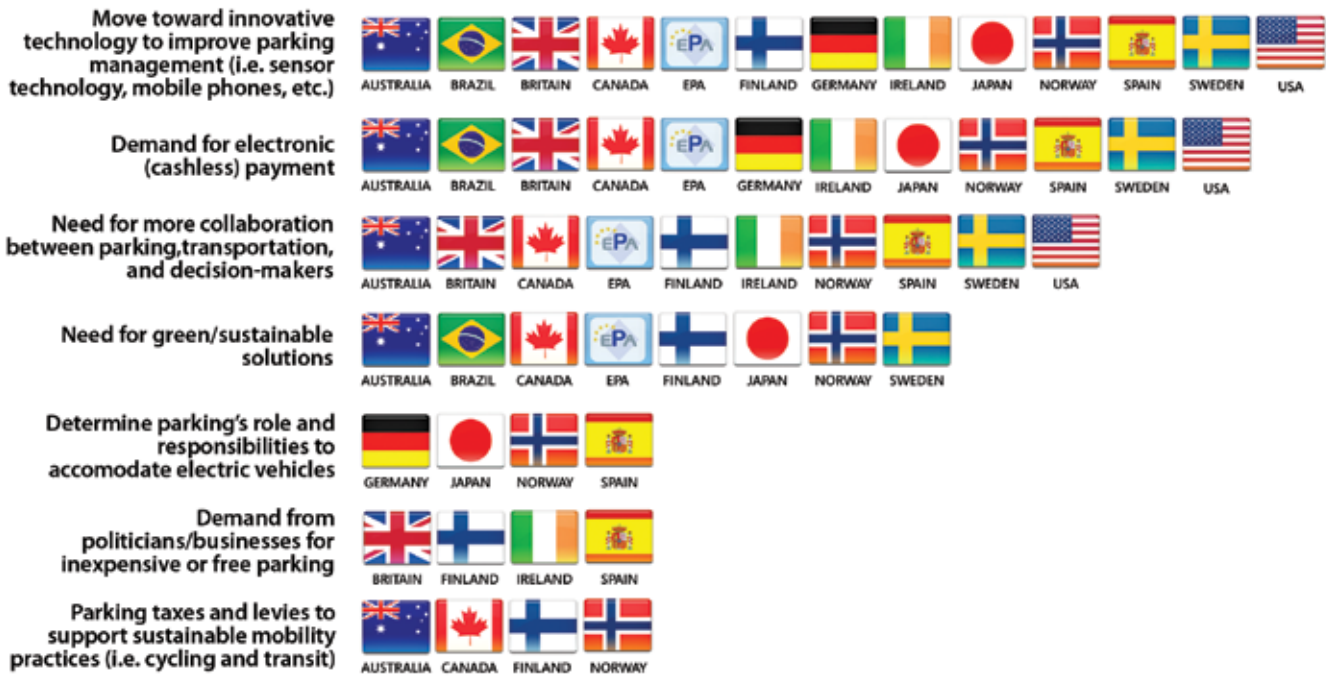 Move toward innovative
technology to improve parking
management (i.e. sensor
technology, mobile phones, etc.)
EPA
AUSTRALIA BRAZIL BRITAIN CANADA EPA FINLAND GERMANY IRELAND JAPAN NORWAY SPAIN SWEDEN USA
Demand for electronic
(cashless) payment
EPA
AUSTRALIA BRAZIL BRITAIN CANADA EPA GERMANY IRELAND JAPAN NORWAY SPAIN SWEDEN USA
Need for more collaboration
between parking,transportation,
and decision-makers
EPA
AUSTRALIA BRITAIN CANADA EPA FINLAND IRELAND NORWAY SPAIN SWEDEN USA
Need for green/sustainable
solutions
EPA
AUSTRALIA BRAZIL CANADA EPA FINLAND JAPAN NORWAY SWEDEN
Determine parking's role and
responsibilities to
accomodate electric vehicles
GERMANY JAPAN NORWAY SPAIN
Demand from
politicians/businesses for
inexpensive or free parking
BRITAIN FINLAND IRELAND SPAIN
Parking taxes and levies to
support sustainable mobility
practices (i.e. cycling and transit)
AUSTRALIA CANADA FINLAND NORWAY